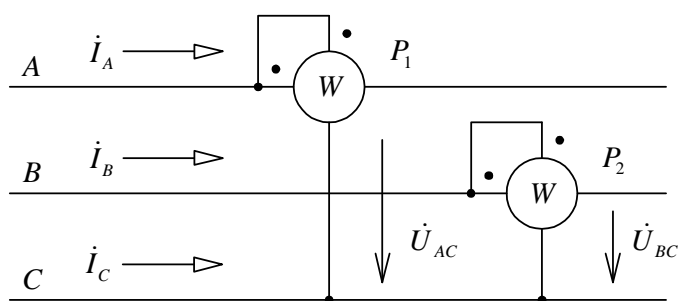 A İ_A W P_1
B İ_B W P_2
C İ_C U̇_AC U̇_BC